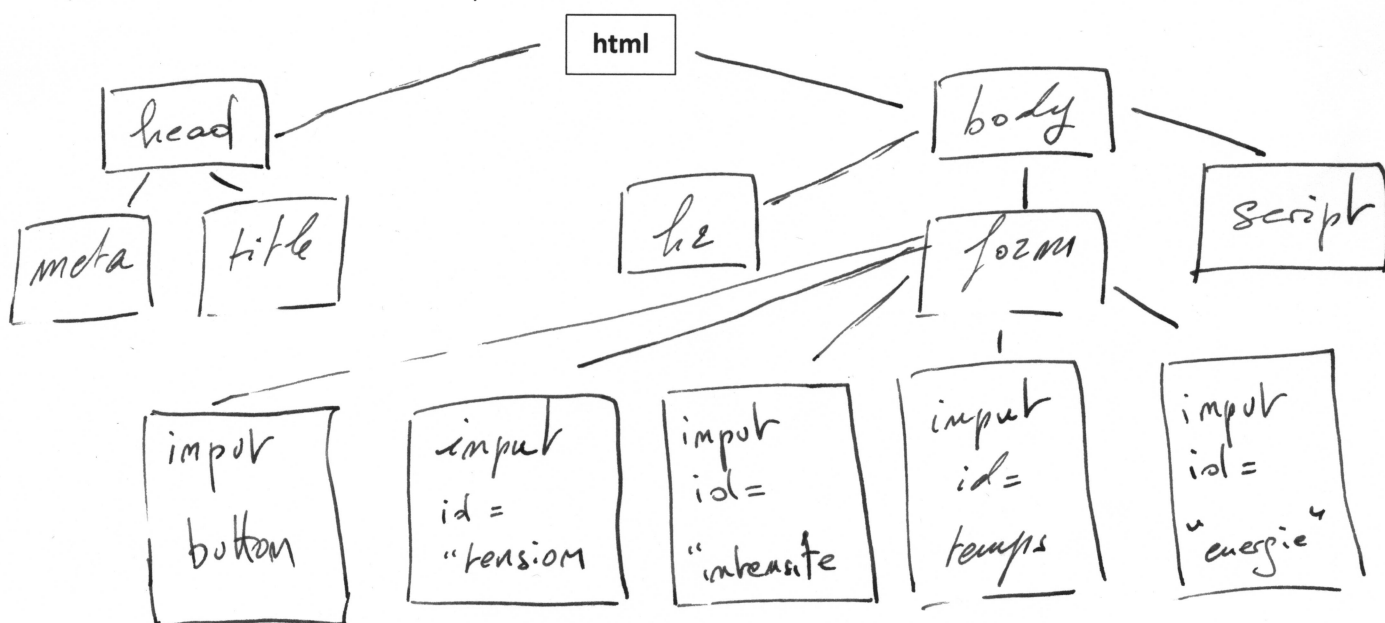 html
head
body
meta
title
h2
form
script
input
button
input
id =
"tension
input
id =
"intensite
input
id =
temps
input
id =
"energie"